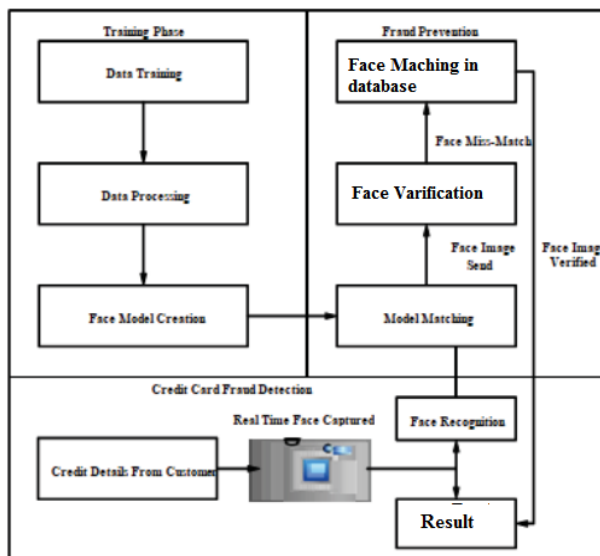 Training Phase
Data Training
Data Processing
Face Model Creation
Fraud Prevention
Face Maching in
database
Face Miss-Match
Face Varification
Face Image
Send
Face Imag
Verified
Model Matching
Credit Card Fraud Detection
Real Time Face Captured
Face Recognition
Credit Details From Customer
Result